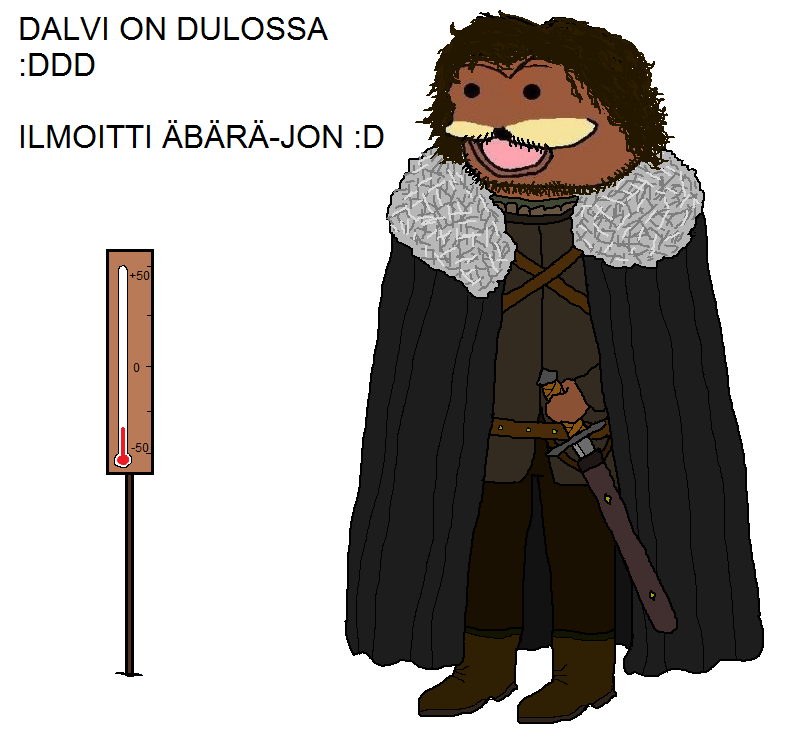 DALVI ON DULOSSA
:DDD
ILMOITTI ÄBÄRÄ-JON :D
+50
0
-50